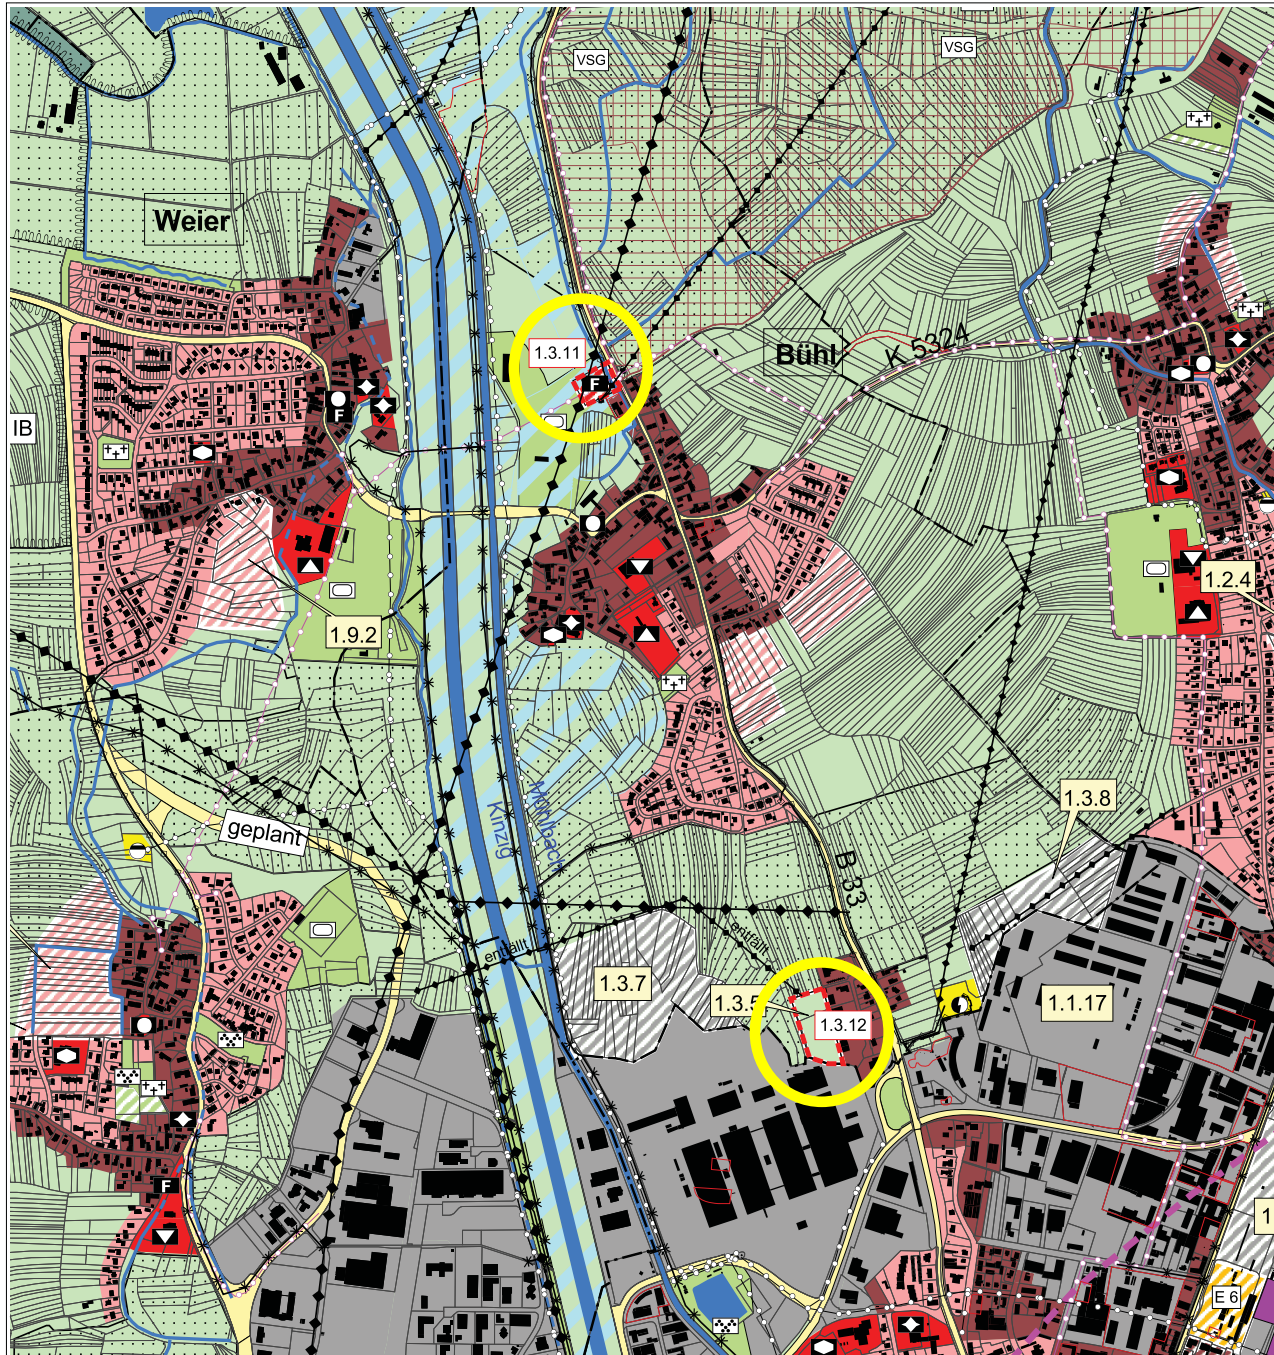 VSG
VSG
Weier
1.3.11
F
Bühl
K 5324
IB
F
1.2.4
1.9.2
1.3.8
geplant
Kinzig
Mühlbach
B 33
entfällt
entfällt
1.3.7
1.3.5
1.3.12
1.1.17
F
1
E 6